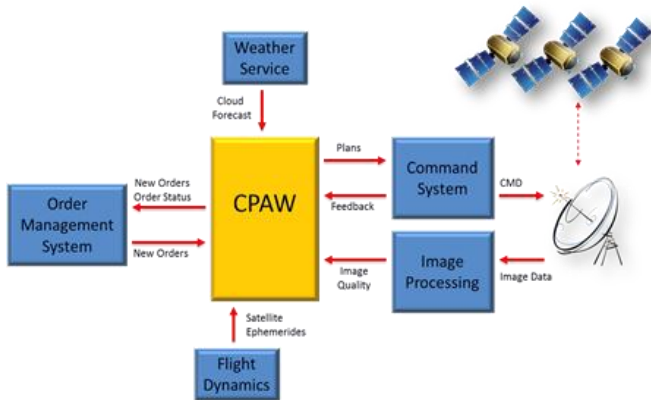 Weather
Service
Cloud
Forecast
Plans
Command
System
CMD
New Orders
Order Status
CPAW
Feedback
Order
Management
System
New Orders
Image
Quality
Image
Processing
Image Data
Satellite
Ephemerides
Flight
Dynamics